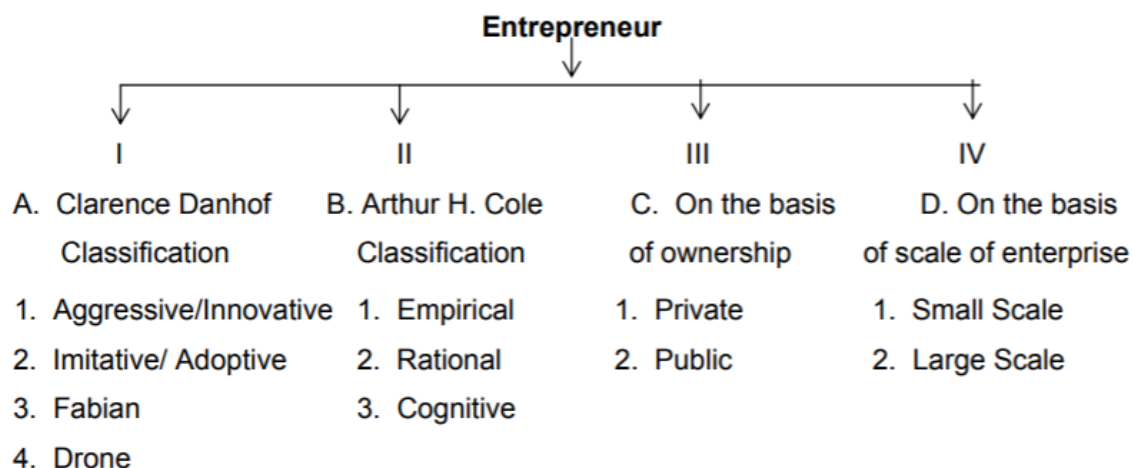 Entrepreneur
I II III IV
A. Clarence Danhof B. Arthur H. Cole C. On the basis D. On the basis
Classification Classification of ownership of scale of enterprise
1. Aggressive/Innovative 1. Empirical 1. Private 1. Small Scale
2. Imitative/ Adoptive 2. Rational 2. Public 2. Large Scale
3. Fabian 3. Cognitive
4. Drone